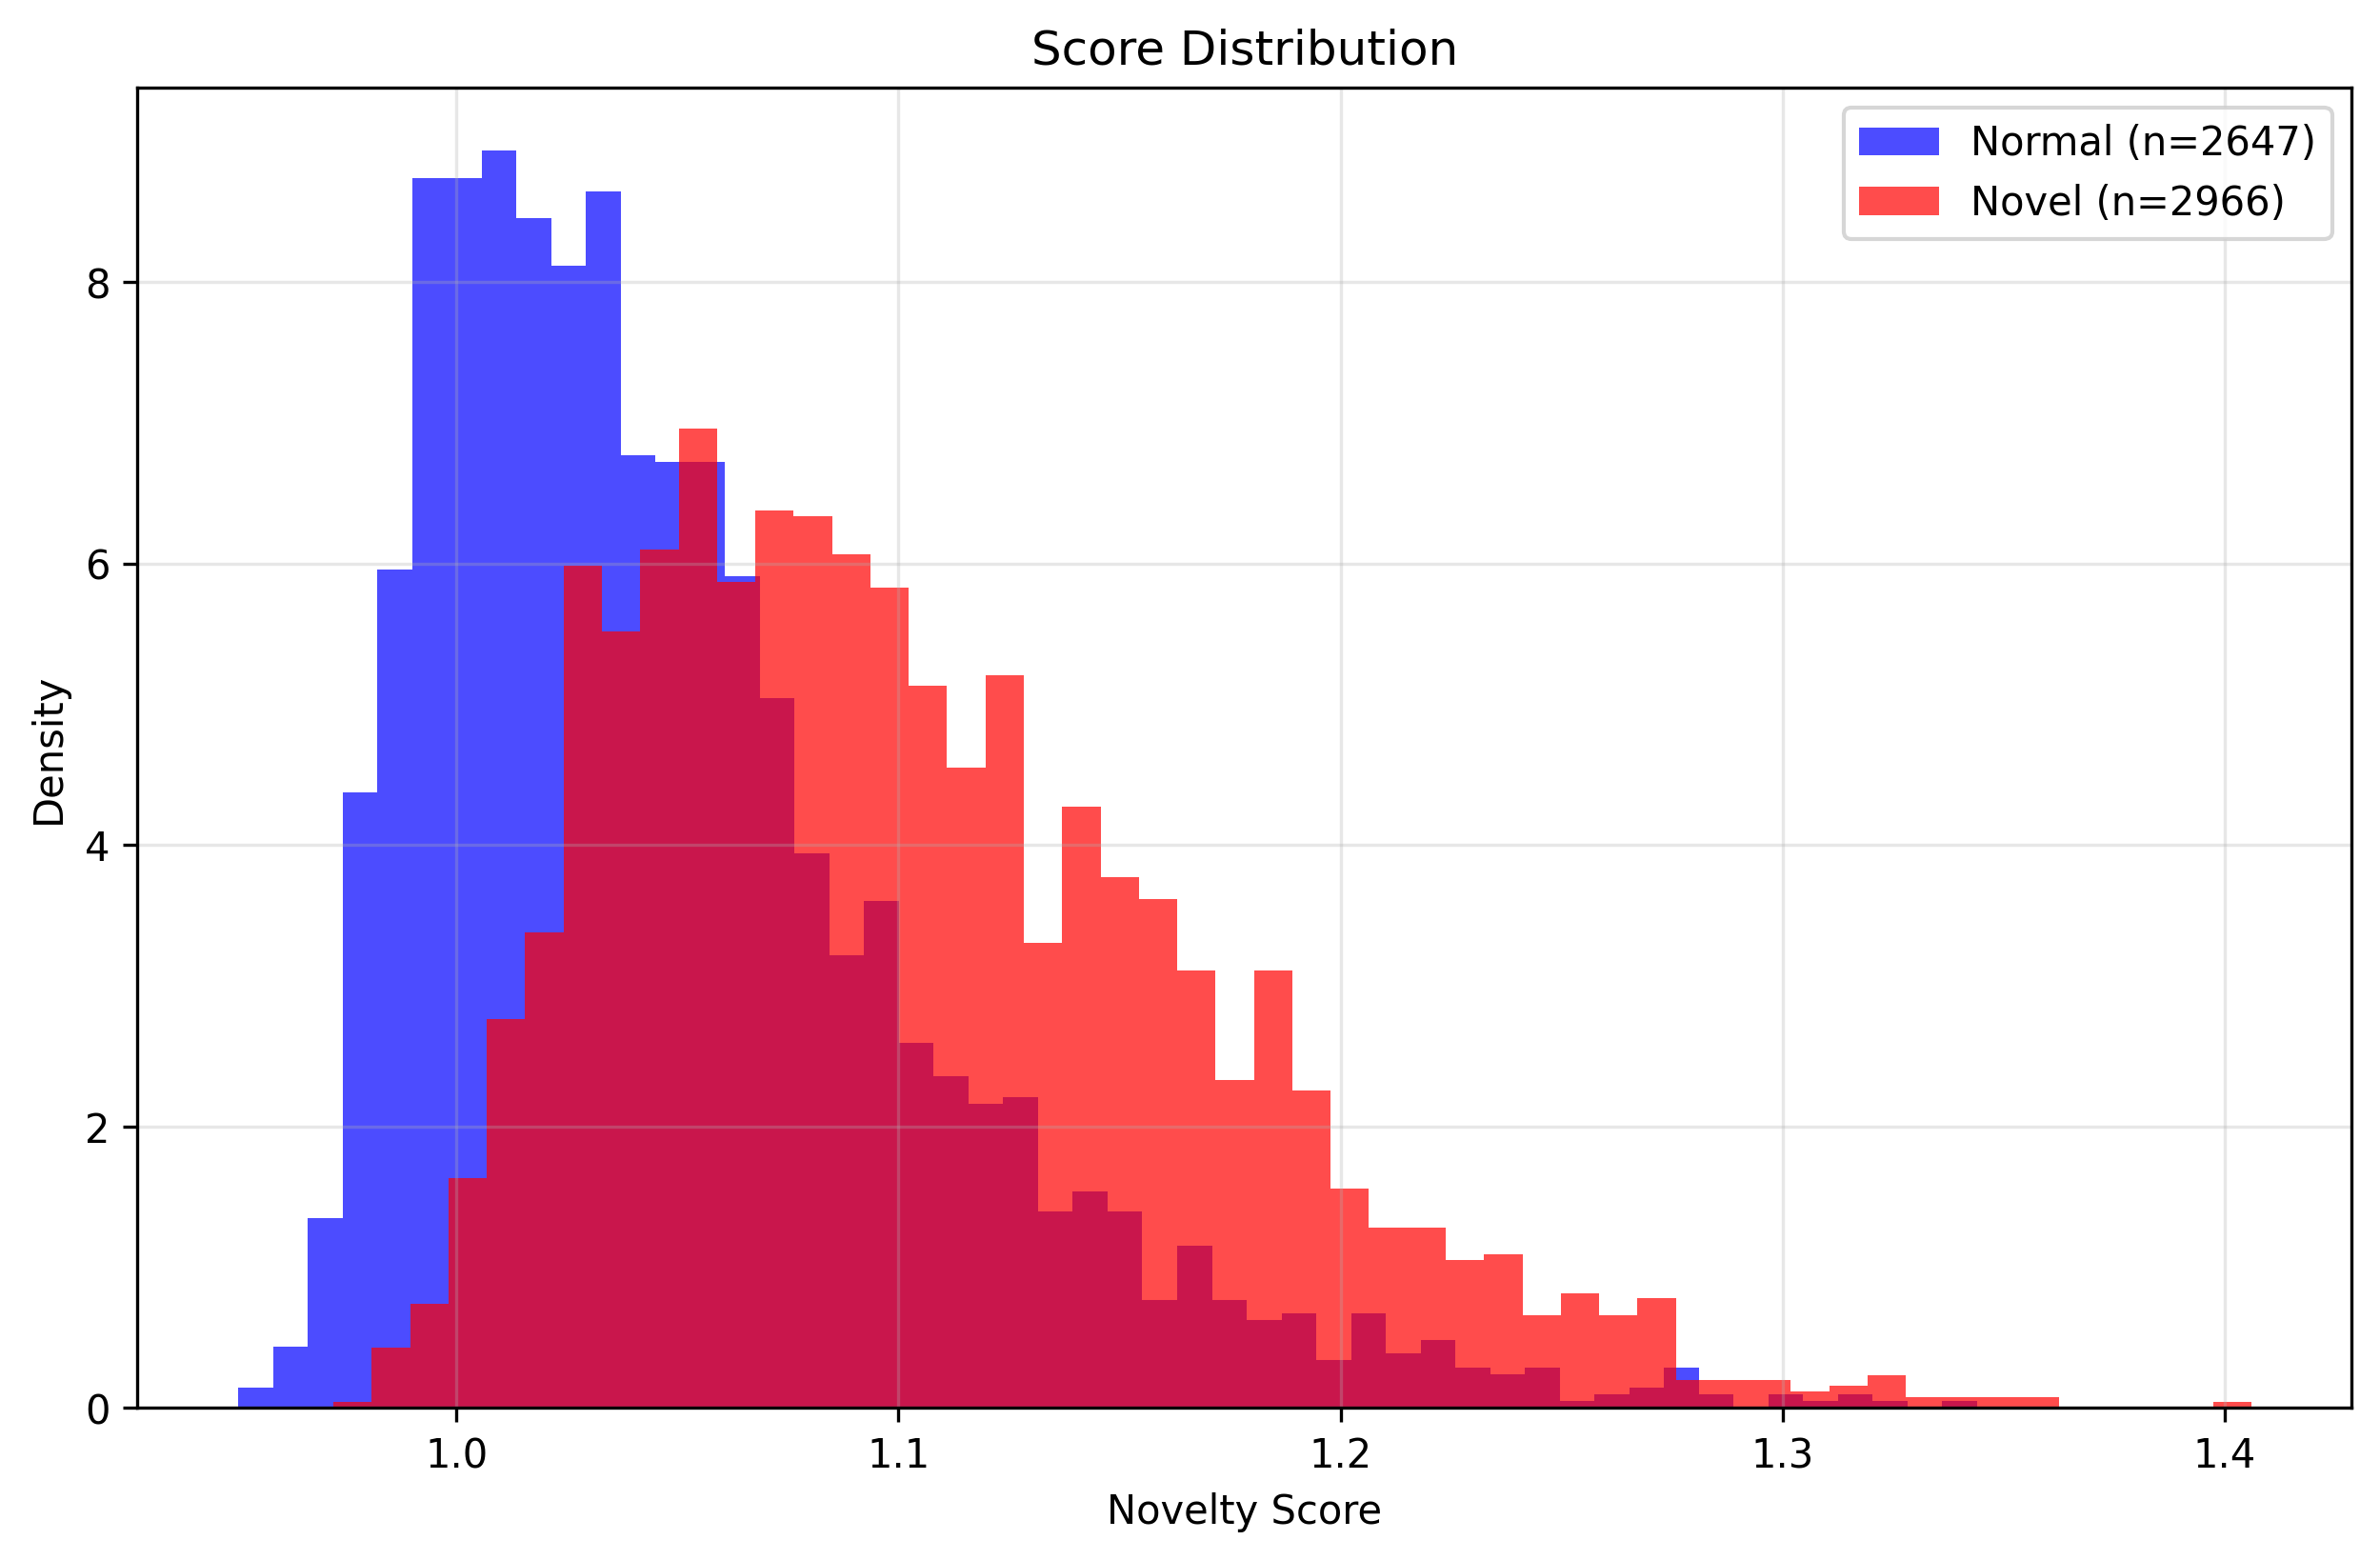 Score Distribution
Normal (n=2647)
Novel (n=2966)
8
6
4
2
0
Density
1.0 1.1 1.2 1.3 1.4
Novelty Score